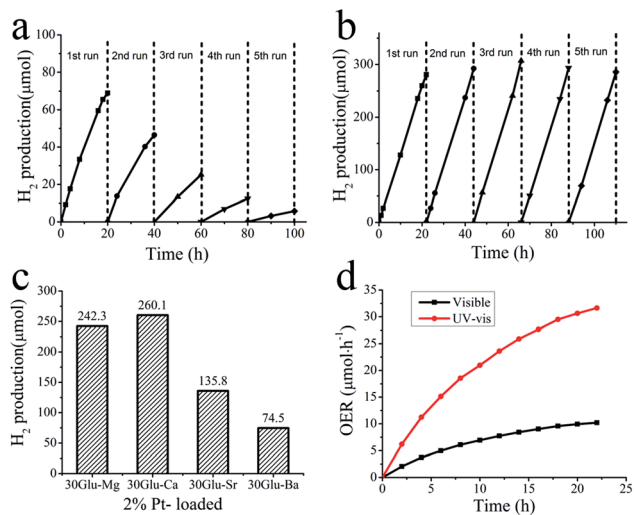 a
1st run 2nd run 3rd run 4th run 5th run
100
80
60
40
20
0
0 20 40 60 80 100
H₂ production(μmol)
Time (h)
b
1st run 2nd run 3rd run 4th run 5th run
300
200
100
0
0 20 40 60 80 100
H₂ production(μmol)
Time (h)
c
300
250
200
150
100
50
0
242.3
260.1
135.8
74.5
30Glu-Mg 30Glu-Ca 30Glu-Sr 30Glu-Ba
H₂ production(μmol)
2% Pt- loaded
d
Visible
UV-vis
35
30
25
20
15
10
5
0
0 5 10 15 20 25
OER (μmol·h⁻¹)
Time (h)